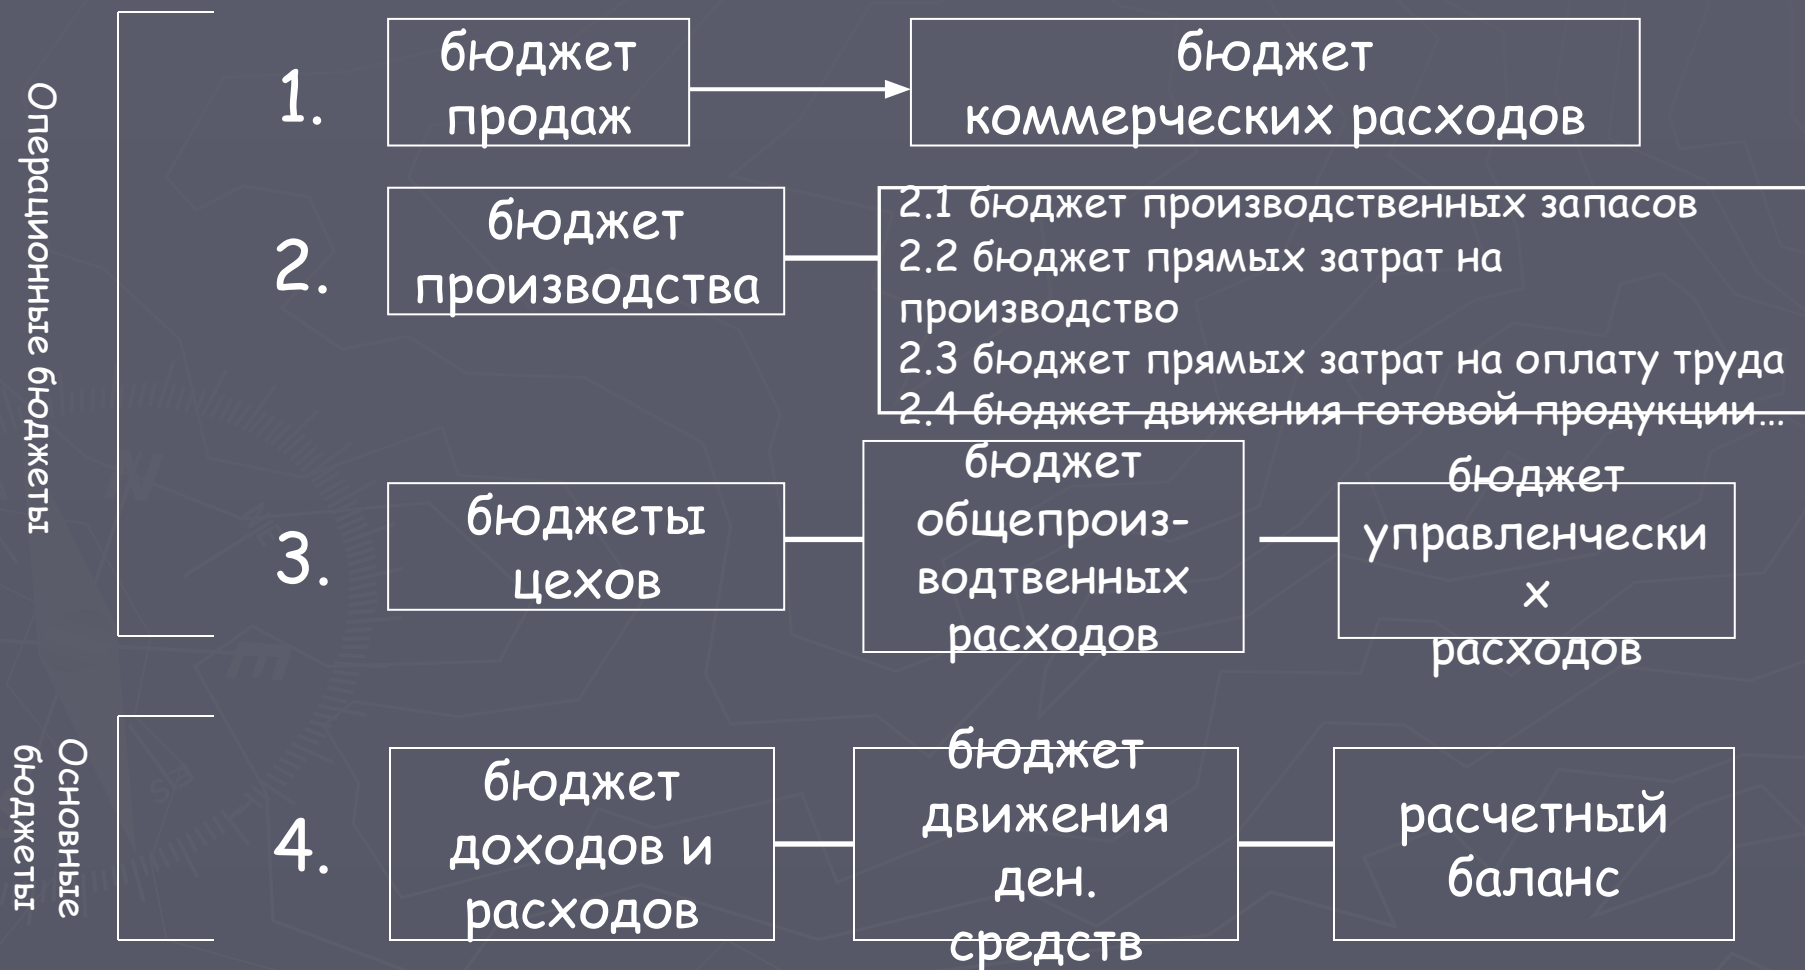 Операционные бюджеты
1.
бюджет
продаж
бюджет
коммерческих расходов
2.
бюджет
производства
2.1 бюджет производственных запасов
2.2 бюджет прямых затрат на
производство
2.3 бюджет прямых затрат на оплату труда
2.4 бюджет движения готовой продукции...
3.
бюджеты
цехов
бюджет
общепроиз-
водтвенных
расходов
бюджет
управленчески
х
расходов
Основные
бюджеты
4.
бюджет
доходов и
расходов
бюджет
движения
ден.
средств
расчетный
баланс
N
E